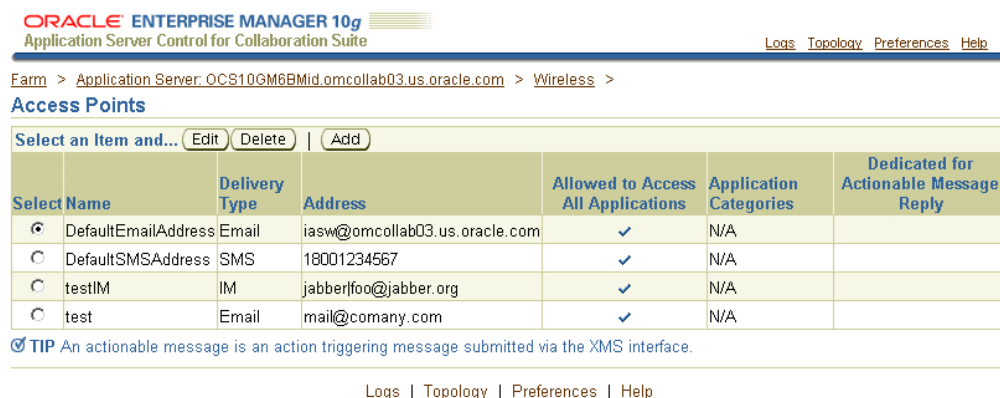 ORACLE ENTERPRISE MANAGER 10g
Application Server Control for Collaboration Suite
Logs Topology Preferences Help
Farm > Application Server: OCS10GM6BMid.omcollab03.us.oracle.com > Wireless >
Access Points
Select an Item and... Edit Delete | Add
Select Name Delivery Type Address Allowed to Access All Applications Application Categories Dedicated for Actionable Message Reply
DefaultEmailAddress Email iasw@omcollab03.us.oracle.com N/A
DefaultSMSAddress SMS 18001234567 N/A
testIM IM jabber|foo@jabber.org N/A
test Email mail@comany.com N/A
TIP An actionable message is an action triggering message submitted via the XMS interface.
Logs | Topology | Preferences | Help